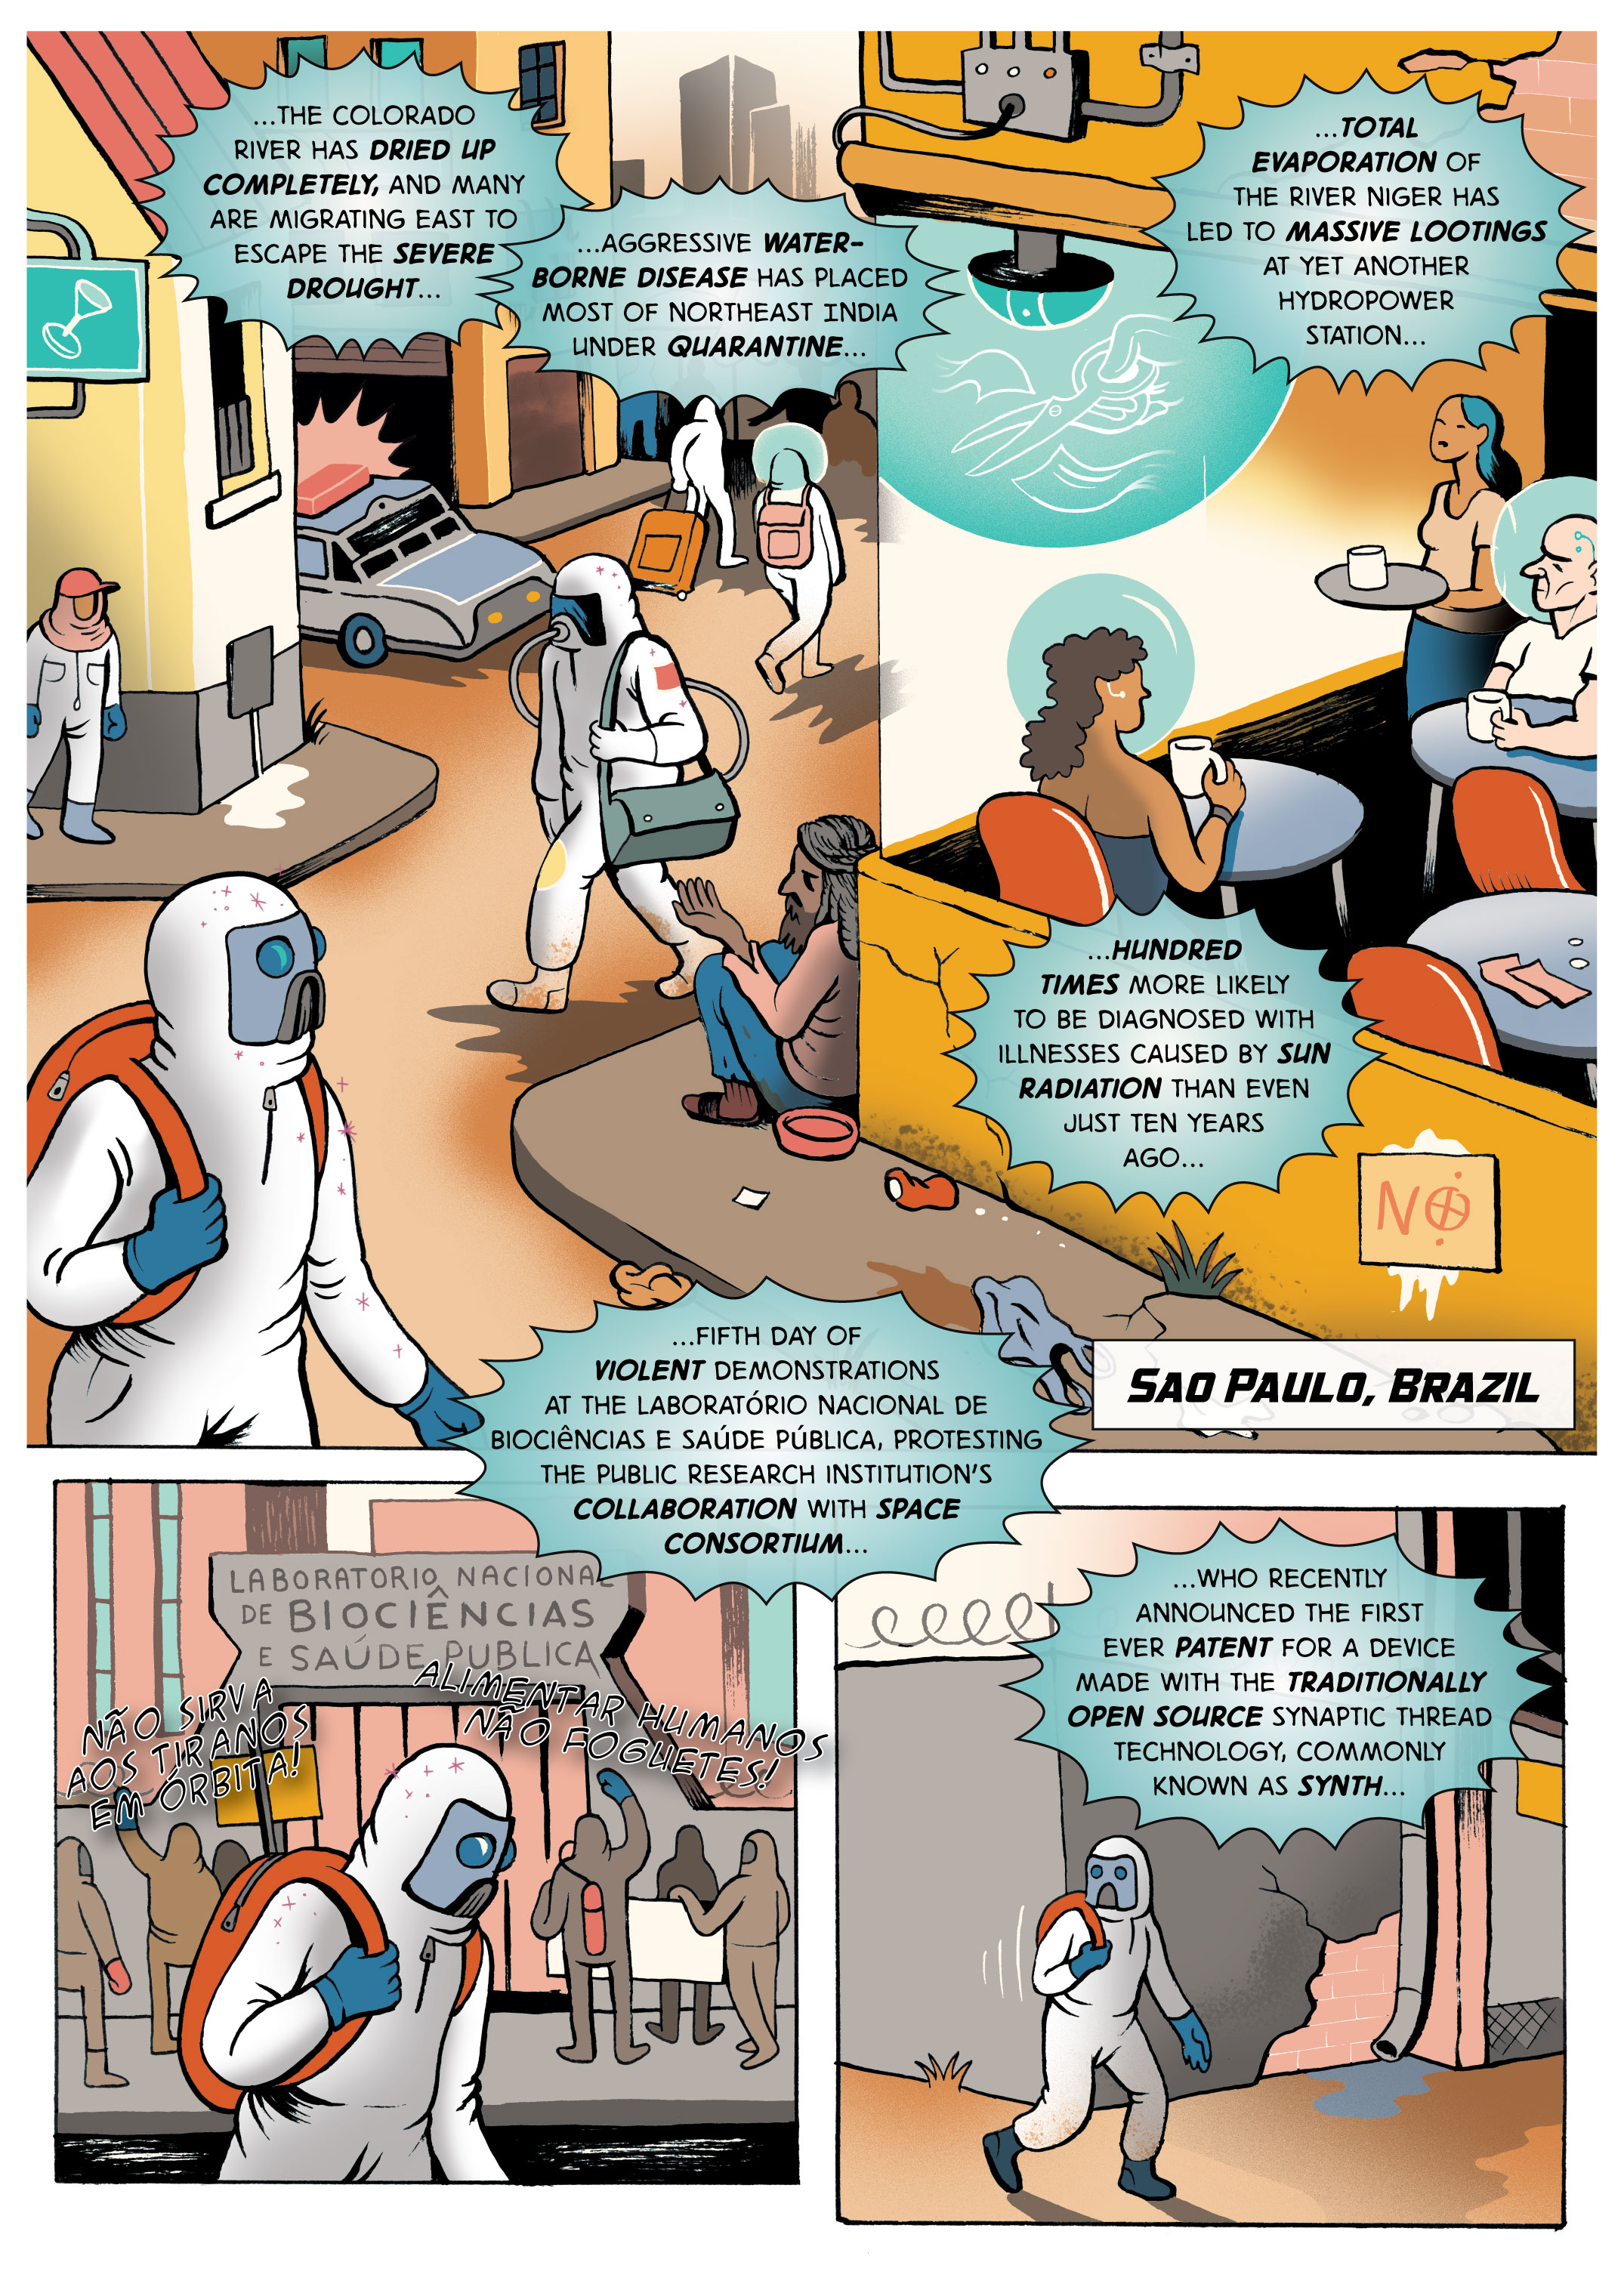 ...THE COLORADO
RIVER HAS DRIED UP
COMPLETELY, AND MANY
ARE MIGRATING EAST TO
ESCAPE THE SEVERE
DROUGHT...
...AGGRESSIVE WATER-
BORNE DISEASE HAS PLACED
MOST OF NORTHEAST INDIA
UNDER QUARANTINE...
...TOTAL
EVAPORATION OF
THE RIVER NIGER HAS
LED TO MASSIVE LOOTINGS
AT YET ANOTHER
HYDROPOWER
STATION...
...HUNDRED
TIMES MORE LIKELY
TO BE DIAGNOSED WITH
ILLNESSES CAUSED BY SUN
RADIATION THAN EVEN
JUST TEN YEARS
AGO...
NO
SAO PAULO, BRAZIL
...FIFTH DAY OF
VIOLENT DEMONSTRATIONS
AT THE LABORATÓRIO NACIONAL DE
BIOCIÊNCIAS E SAÚDE PÚBLICA, PROTESTING
THE PUBLIC RESEARCH INSTITUTION'S
COLLABORATION WITH SPACE
CONSORTIUM...
LABORATORIO NACIONAL
DE BIOCIÊNCIAS
E SAÚDE PUBLICA
NÃO SIRVA
AOS TIRANOS
EM ÓRBITA!
ALIMENTAR HUMANOS
NÃO FOGUETES!
...WHO RECENTLY
ANNOUNCED THE FIRST
EVER PATENT FOR A DEVICE
MADE WITH THE TRADITIONALLY
OPEN SOURCE SYNAPTIC THREAD
TECHNOLOGY, COMMONLY
KNOWN AS SYNTH...